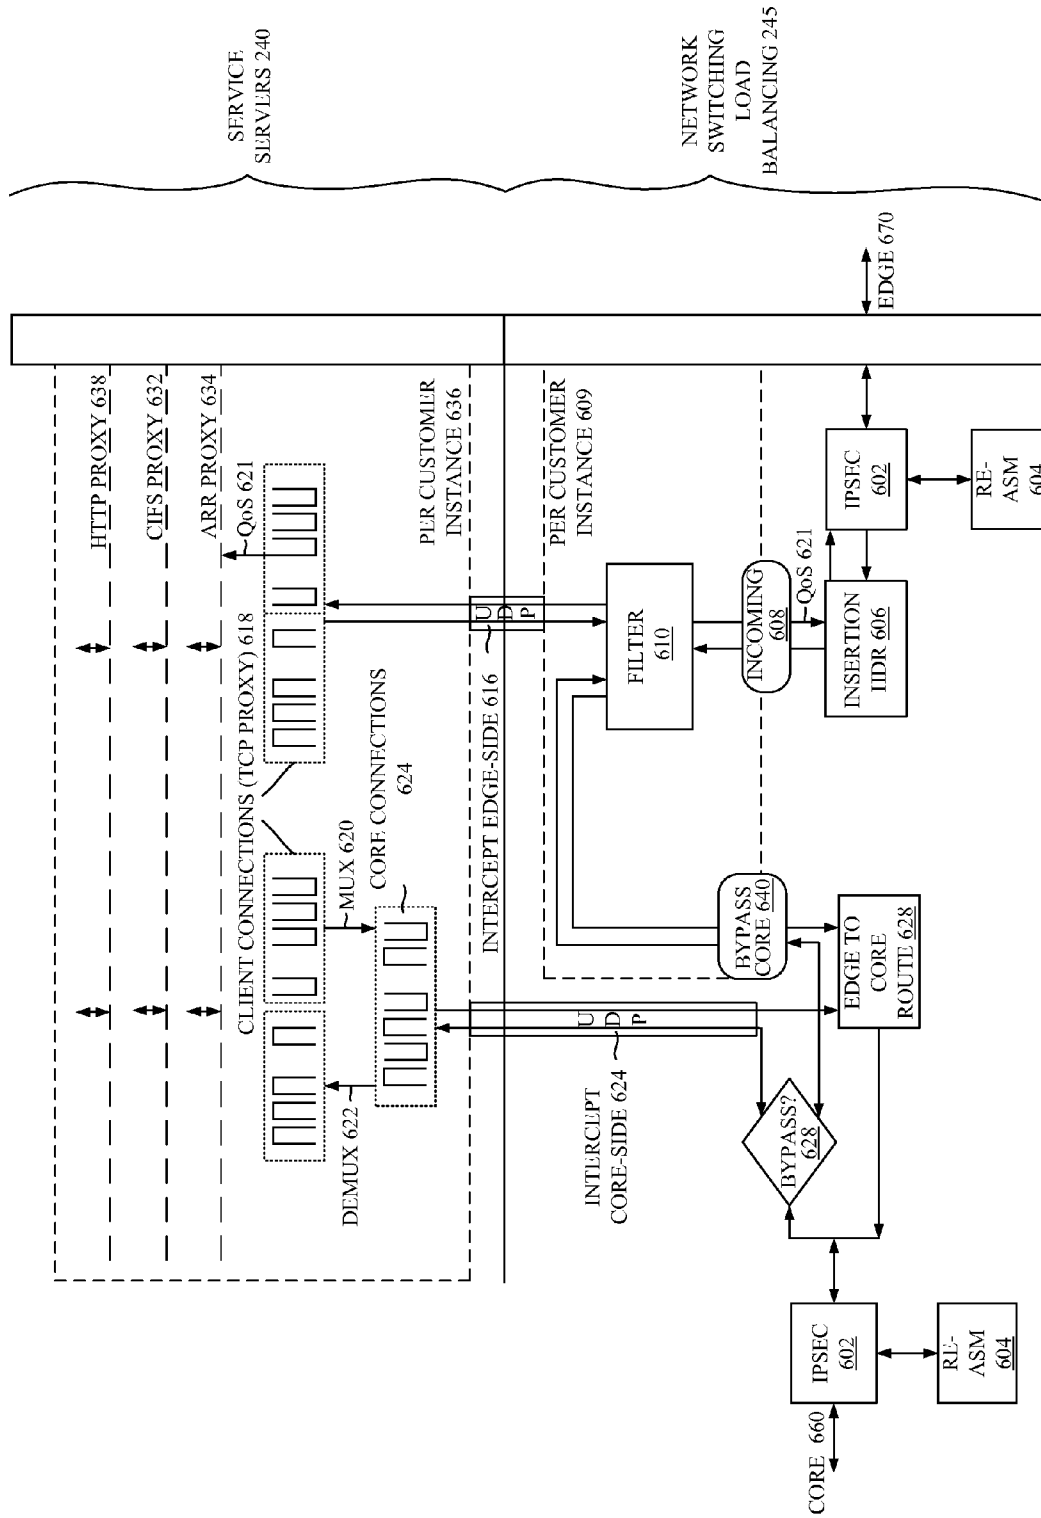 SERVICE
SERVERS 240
NETWORK
SWITCHING
LOAD
BALANCING 245
HTTP PROXY 638
CIFS PROXY 632
ARR PROXY 634
QoS 621
CLIENT CONNECTIONS (TCP PROXY) 618
MUX 620
CORE CONNECTIONS
624
DEMUX 622
PER CUSTOMER
INSTANCE 636
INTERCEPT EDGE-SIDE 616
UDP
INTERCEPT
CORE-SIDE 624
UDP
PER CUSTOMER
INSTANCE 609
FILTER
610
INCOMING
608
QoS 621
BYPASS
CORE 640
BYPASS?
628
EDGE TO
CORE
ROUTE 628
INSERTION
HDR 606
IPSEC
602
RE-
ASM
604
EDGE 670
IPSEC
602
RE-
ASM
604
CORE 660